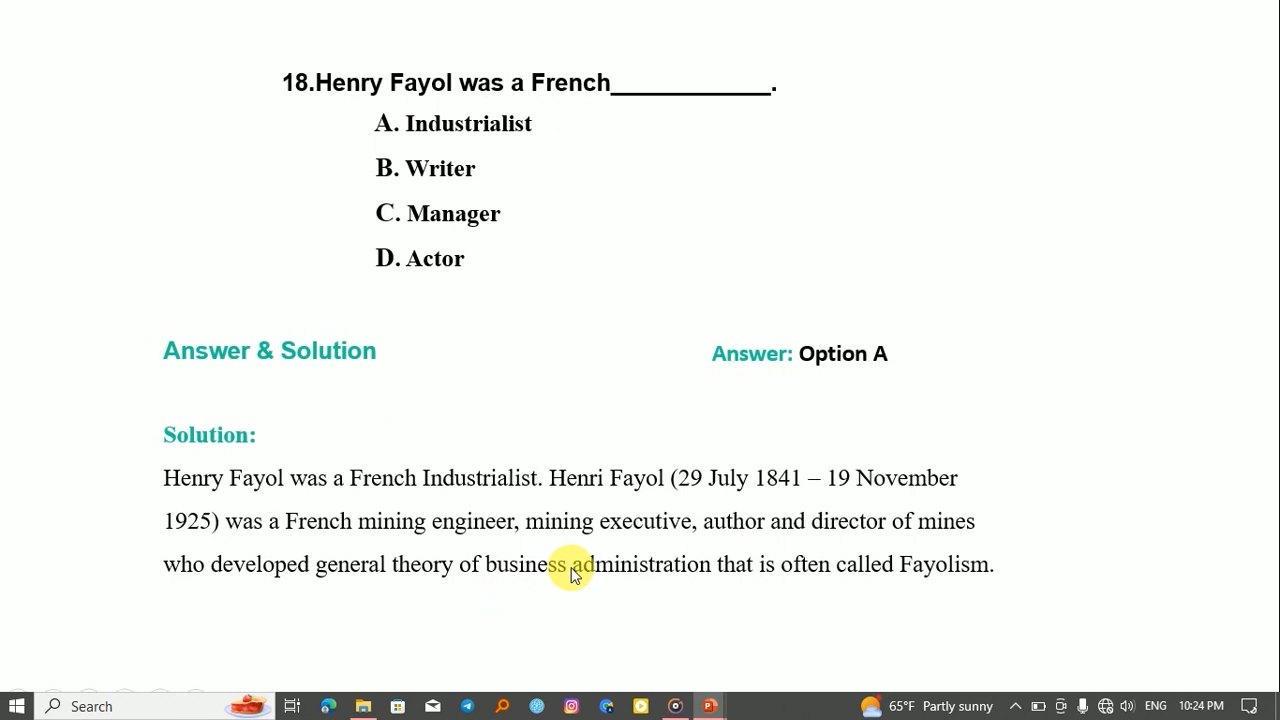 18.Henry Fayol was a French____________.
A. Industrialist
B. Writer
C. Manager
D. Actor
Answer & Solution
Answer: Option A
Solution:
Henry Fayol was a French Industrialist. Henri Fayol (29 July 1841 – 19 November
1925) was a French mining engineer, mining executive, author and director of mines
who developed general theory of business administration that is often called Fayolism.
Search
65°F Partly sunny
ENG
10:24 PM